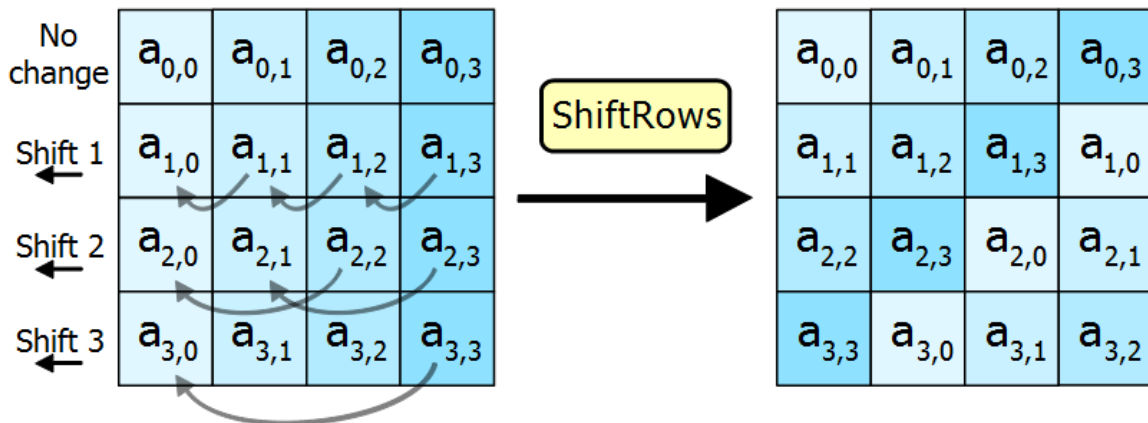 No
change
a0,0 a0,1 a0,2 a0,3
Shift 1
a1,0 a1,1 a1,2 a1,3
Shift 2
a2,0 a2,1 a2,2 a2,3
Shift 3
a3,0 a3,1 a3,2 a3,3
ShiftRows
a0,0 a0,1 a0,2 a0,3
a1,1 a1,2 a1,3 a1,0
a2,2 a2,3 a2,0 a2,1
a3,3 a3,0 a3,1 a3,2